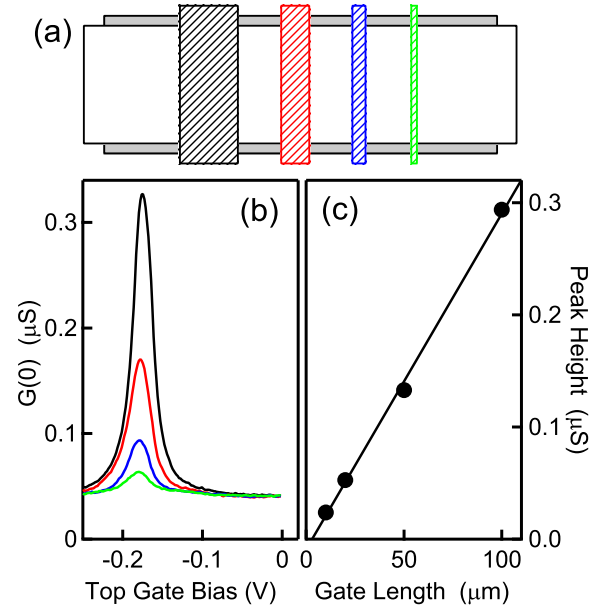 (a)
(b)
(c)
G(0) (μS)
0.3
0.2
0.1
0
-0.2
-0.1
0
Top Gate Bias (V)
0
50
100
Gate Length (μm)
0.3
0.2
0.1
0.0
Peak Height (μS)